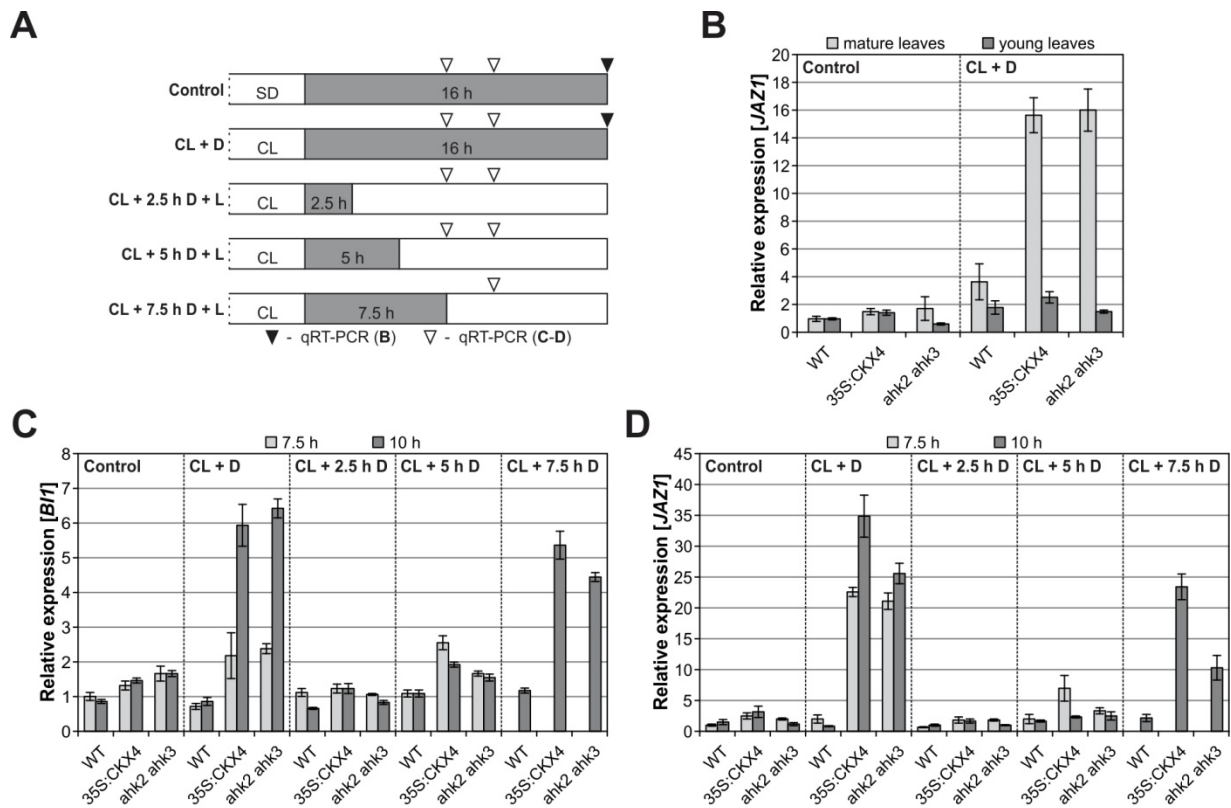 A
Control SD 16 h
CL + D CL 16 h
CL + 2.5 h D + L CL 2.5 h
CL + 5 h D + L CL 5 h
CL + 7.5 h D + L CL 7.5 h
- qRT-PCR (B) - qRT-PCR (C-D)
B
mature leaves young leaves
Relative expression [JAZ1]
20
18
16
14
12
10
8
6
4
2
0
Control CL + D
WT 35S:CKX4 ahk2 ahk3 WT 35S:CKX4 ahk2 ahk3
C
7.5 h 10 h
Relative expression [BI1]
8
7
6
5
4
3
2
1
0
Control CL + D CL + 2.5 h D CL + 5 h D CL + 7.5 h D
WT 35S:CKX4 ahk2 ahk3 WT 35S:CKX4 ahk2 ahk3 WT 35S:CKX4 ahk2 ahk3 WT 35S:CKX4 ahk2 ahk3 WT 35S:CKX4 ahk2 ahk3
D
7.5 h 10 h
Relative expression [JAZ1]
45
40
35
30
25
20
15
10
5
0
Control CL + D CL + 2.5 h D CL + 5 h D CL + 7.5 h D
WT 35S:CKX4 ahk2 ahk3 WT 35S:CKX4 ahk2 ahk3 WT 35S:CKX4 ahk2 ahk3 WT 35S:CKX4 ahk2 ahk3 WT 35S:CKX4 ahk2 ahk3